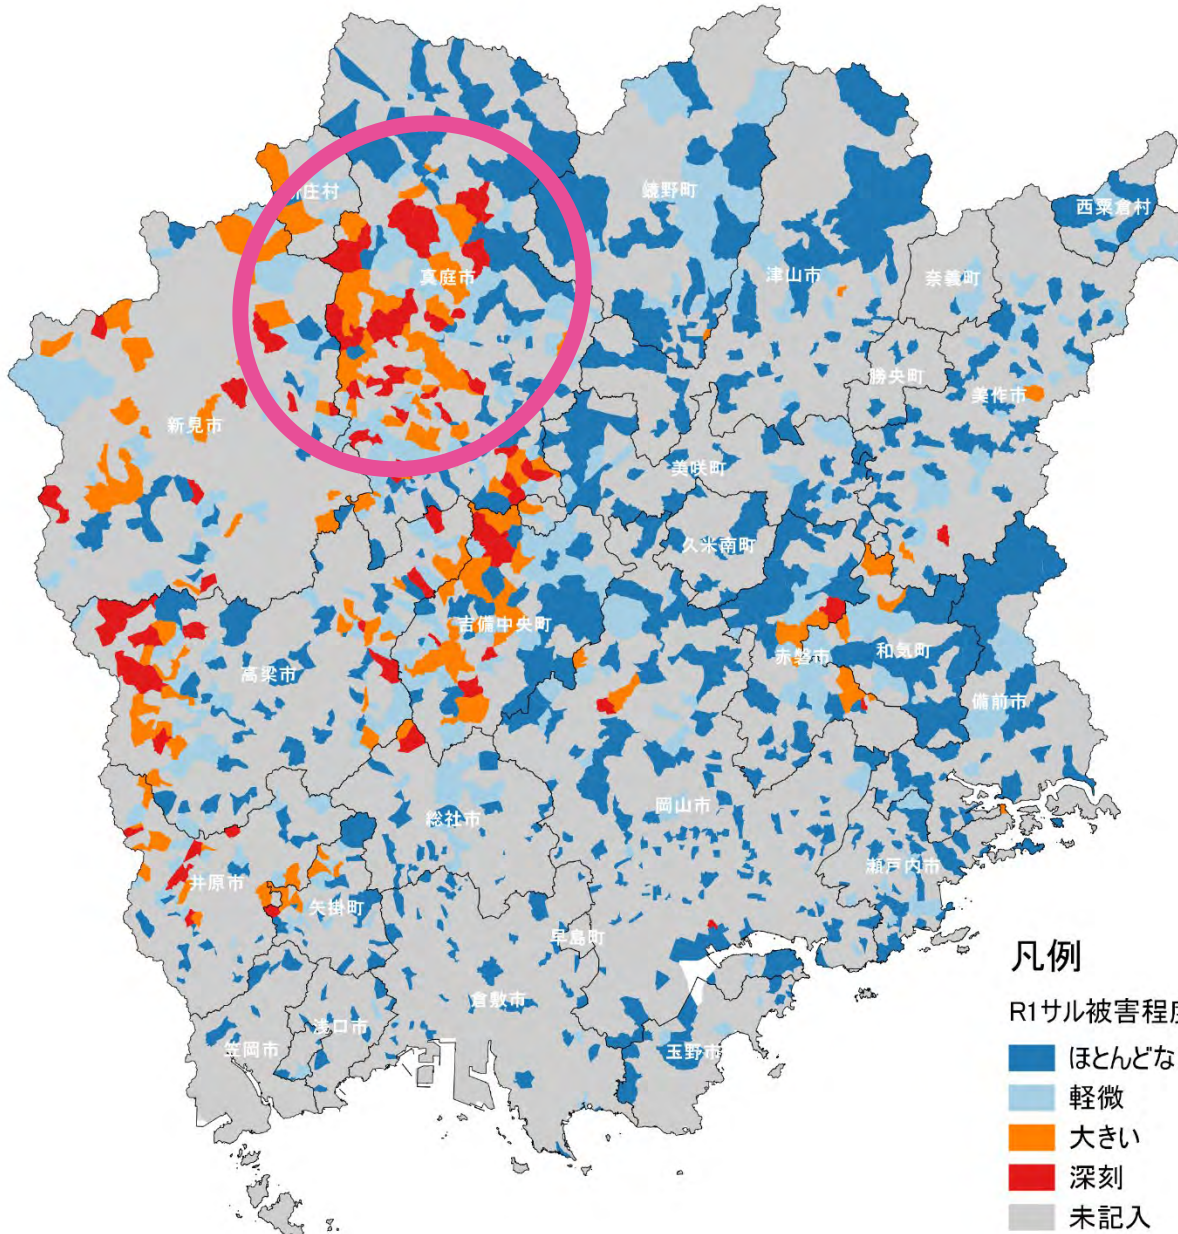 新庄村
鏡野町
西粟倉村
真庭市
津山市
奈義町
勝央町
美作市
新見市
美咲町
久米南町
吉備中央町
高梁市
赤磐市
和気町
備前市
総社市
岡山市
瀬戸内市
井原市
矢掛町
早島町
倉敷市
浅口市
笠岡市
玉野市
凡例
R1サル被害程度
ほとんどな
軽微
大きい
深刻
未記入